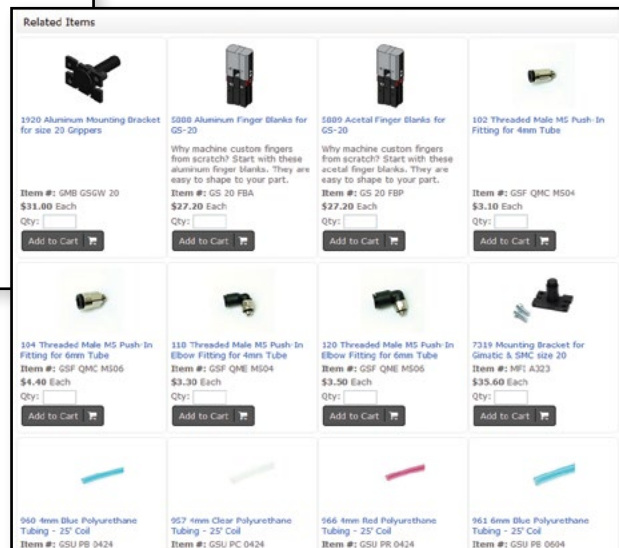 Related Items
1920 Aluminum Mounting Bracket
for size 20 Grippers
Item #: GMB GSGW 20
$31.00 Each
Qty:
Add to Cart
5888 Aluminum Finger Blanks for
GS-20
Why machine custom fingers
from scratch? Start with these
aluminum finger blanks. They are
easy to shape to your part.
Item #: GS 20 FBA
$27.20 Each
Qty:
Add to Cart
5889 Acetal Finger Blanks for
GS-20
Why machine custom fingers
from scratch? Start with these
acetal finger blanks. They are
easy to shape to your part.
Item #: GS 20 FBP
$27.20 Each
Qty:
Add to Cart
102 Threaded Male M5 Push-In
Fitting for 4mm Tube
Item #: GSF QMC M504
$3.10 Each
Qty:
Add to Cart
104 Threaded Male M5 Push-In
Fitting for 6mm Tube
Item #: GSF QMC M506
$4.40 Each
Qty:
Add to Cart
118 Threaded Male M5 Push-In
Elbow Fitting for 4mm Tube
Item #: GSF QME M504
$3.30 Each
Qty:
Add to Cart
120 Threaded Male M5 Push-In
Elbow Fitting for 6mm Tube
Item #: GSF QME M506
$3.50 Each
Qty:
Add to Cart
7319 Mounting Bracket for
Gimatic & SMC size 20
Item #: MFI A323
$35.60 Each
Qty:
Add to Cart
960 4mm Blue Polyurethane
Tubing - 25' Coil
Item #: GSU PB 0424
957 4mm Clear Polyurethane
Tubing - 25' Coil
Item #: GSU PC 0424
966 4mm Red Polyurethane
Tubing - 25' Coil
Item #: GSU PR 0424
961 6mm Blue Polyurethane
Tubing - 25' Coil
Item #: GSU PB 0604